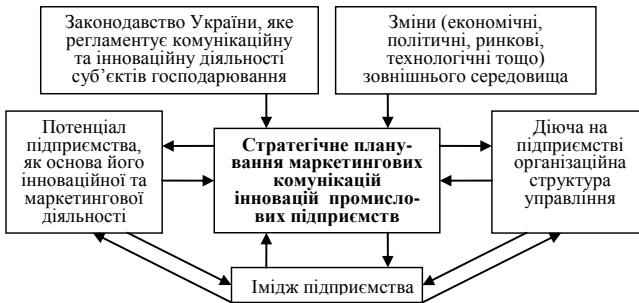 Законодавство України, яке
регламентує комунікаційну
та інноваційну діяльності
суб’єктів господарювання
Зміни (економічні,
політичні, ринкові,
технологічні тощо)
зовнішнього середовища
Потенціал
підприємства,
як основа його
інноваційної та
маркетингової
діяльності
Стратегічне плану-
вання маркетингових
комунікацій
інновацій промисло-
вих підприємств
Діюча на
підприємстві
організаційна
структура
управління
Імідж підприємства